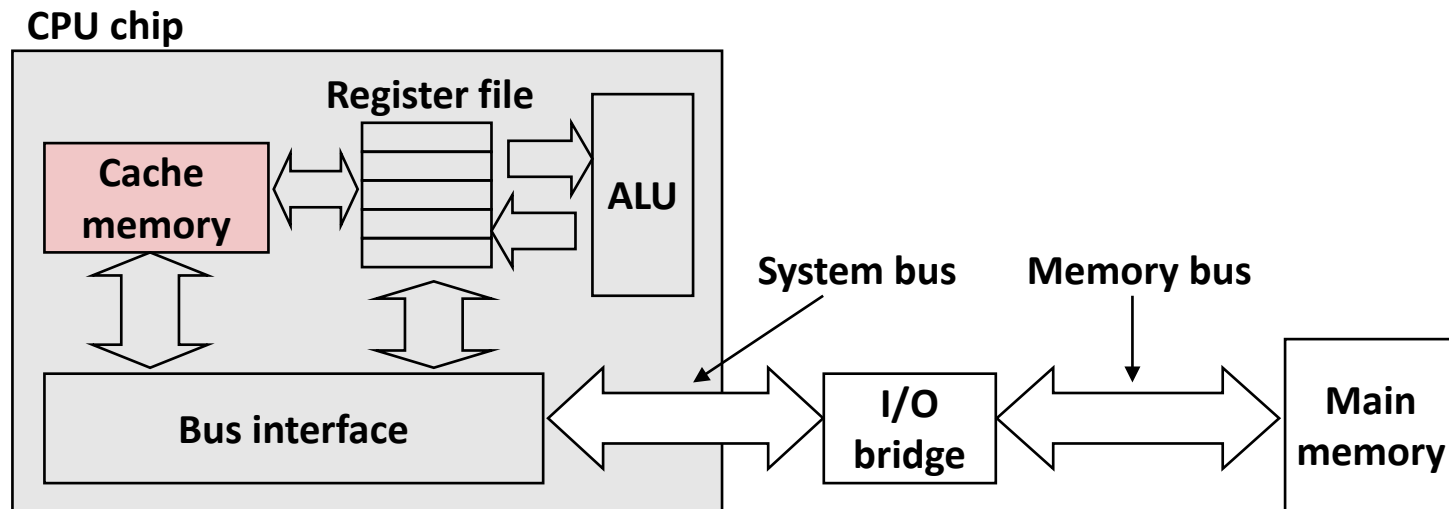 CPU chip
Register file
Cache
memory
ALU
System bus
Memory bus
Bus interface
I/O
bridge
Main
memory